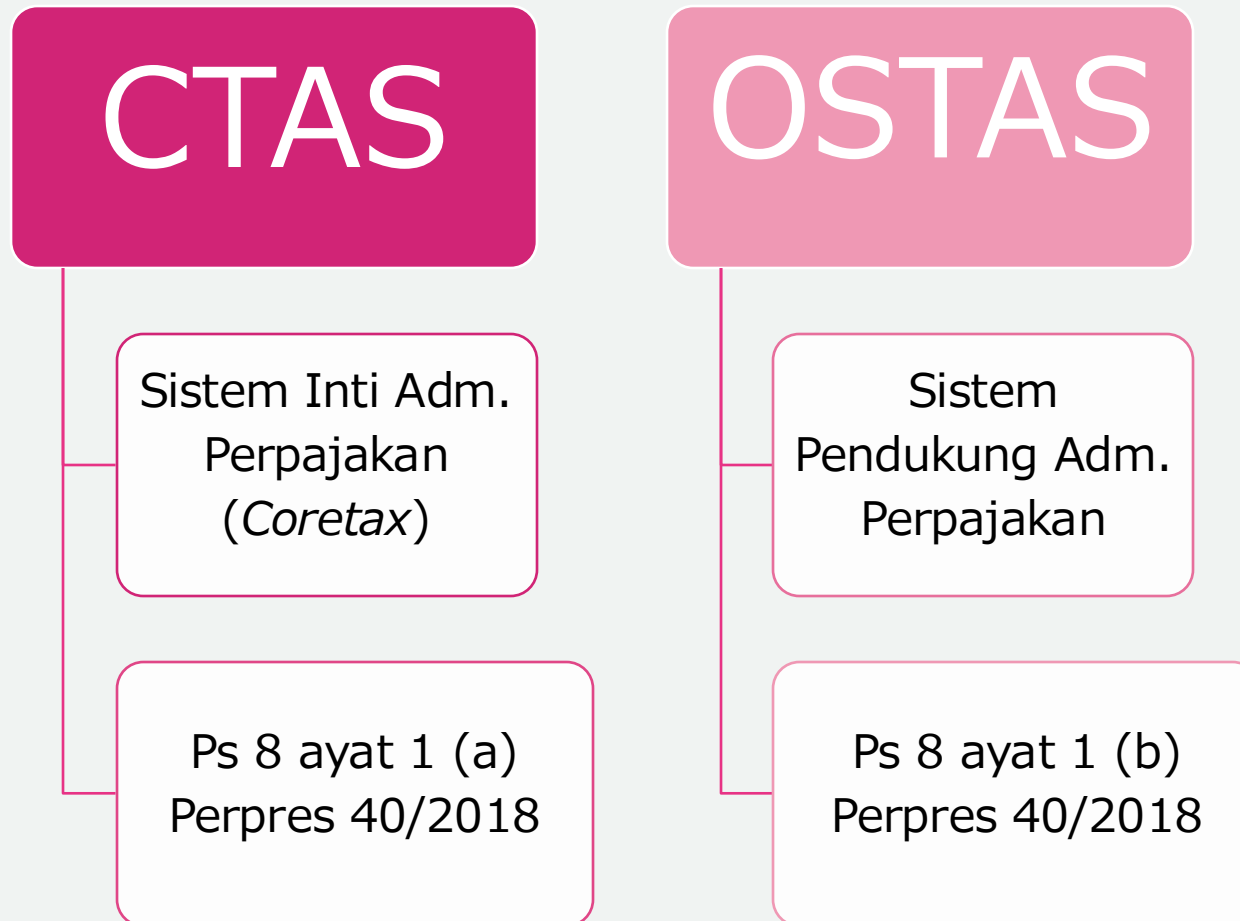 CTAS
Sistem Inti Adm.
Perpajakan
(Coretax)
Ps 8 ayat 1 (a)
Perpres 40/2018
OSTAS
Sistem
Pendukung Adm.
Perpajakan
Ps 8 ayat 1 (b)
Perpres 40/2018